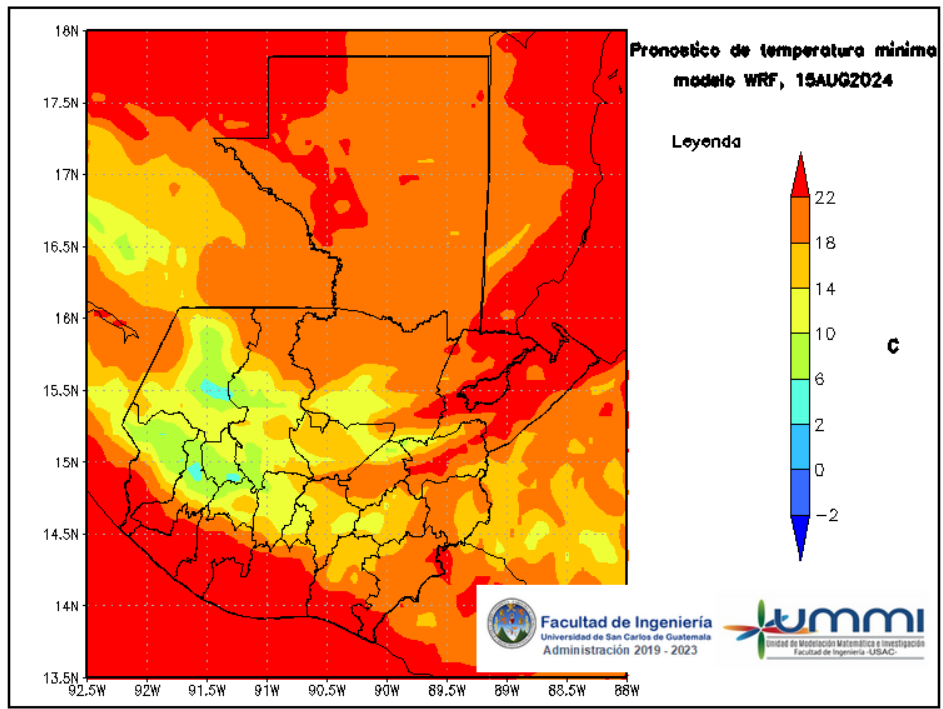 18N
Pronostico de temperatura minima
modelo WRF, 15AUG2024
17.5N
Leyenda
17N
22
16.5N
18
14
16N
10
C
15.5N
6
2
15N
0
-2
14.5N
14N
Facultad de Ingeniería
Universidad de San Carlos de Guatemala
Administración 2019 - 2023
ummi
Unidad de Modelación Matemática e Investigación
Facultad de Ingeniería -USAC-
13.5N
92.5W 92W 91.5W 91W 90.5W 90W 89.5W 89W 88.5W 88W